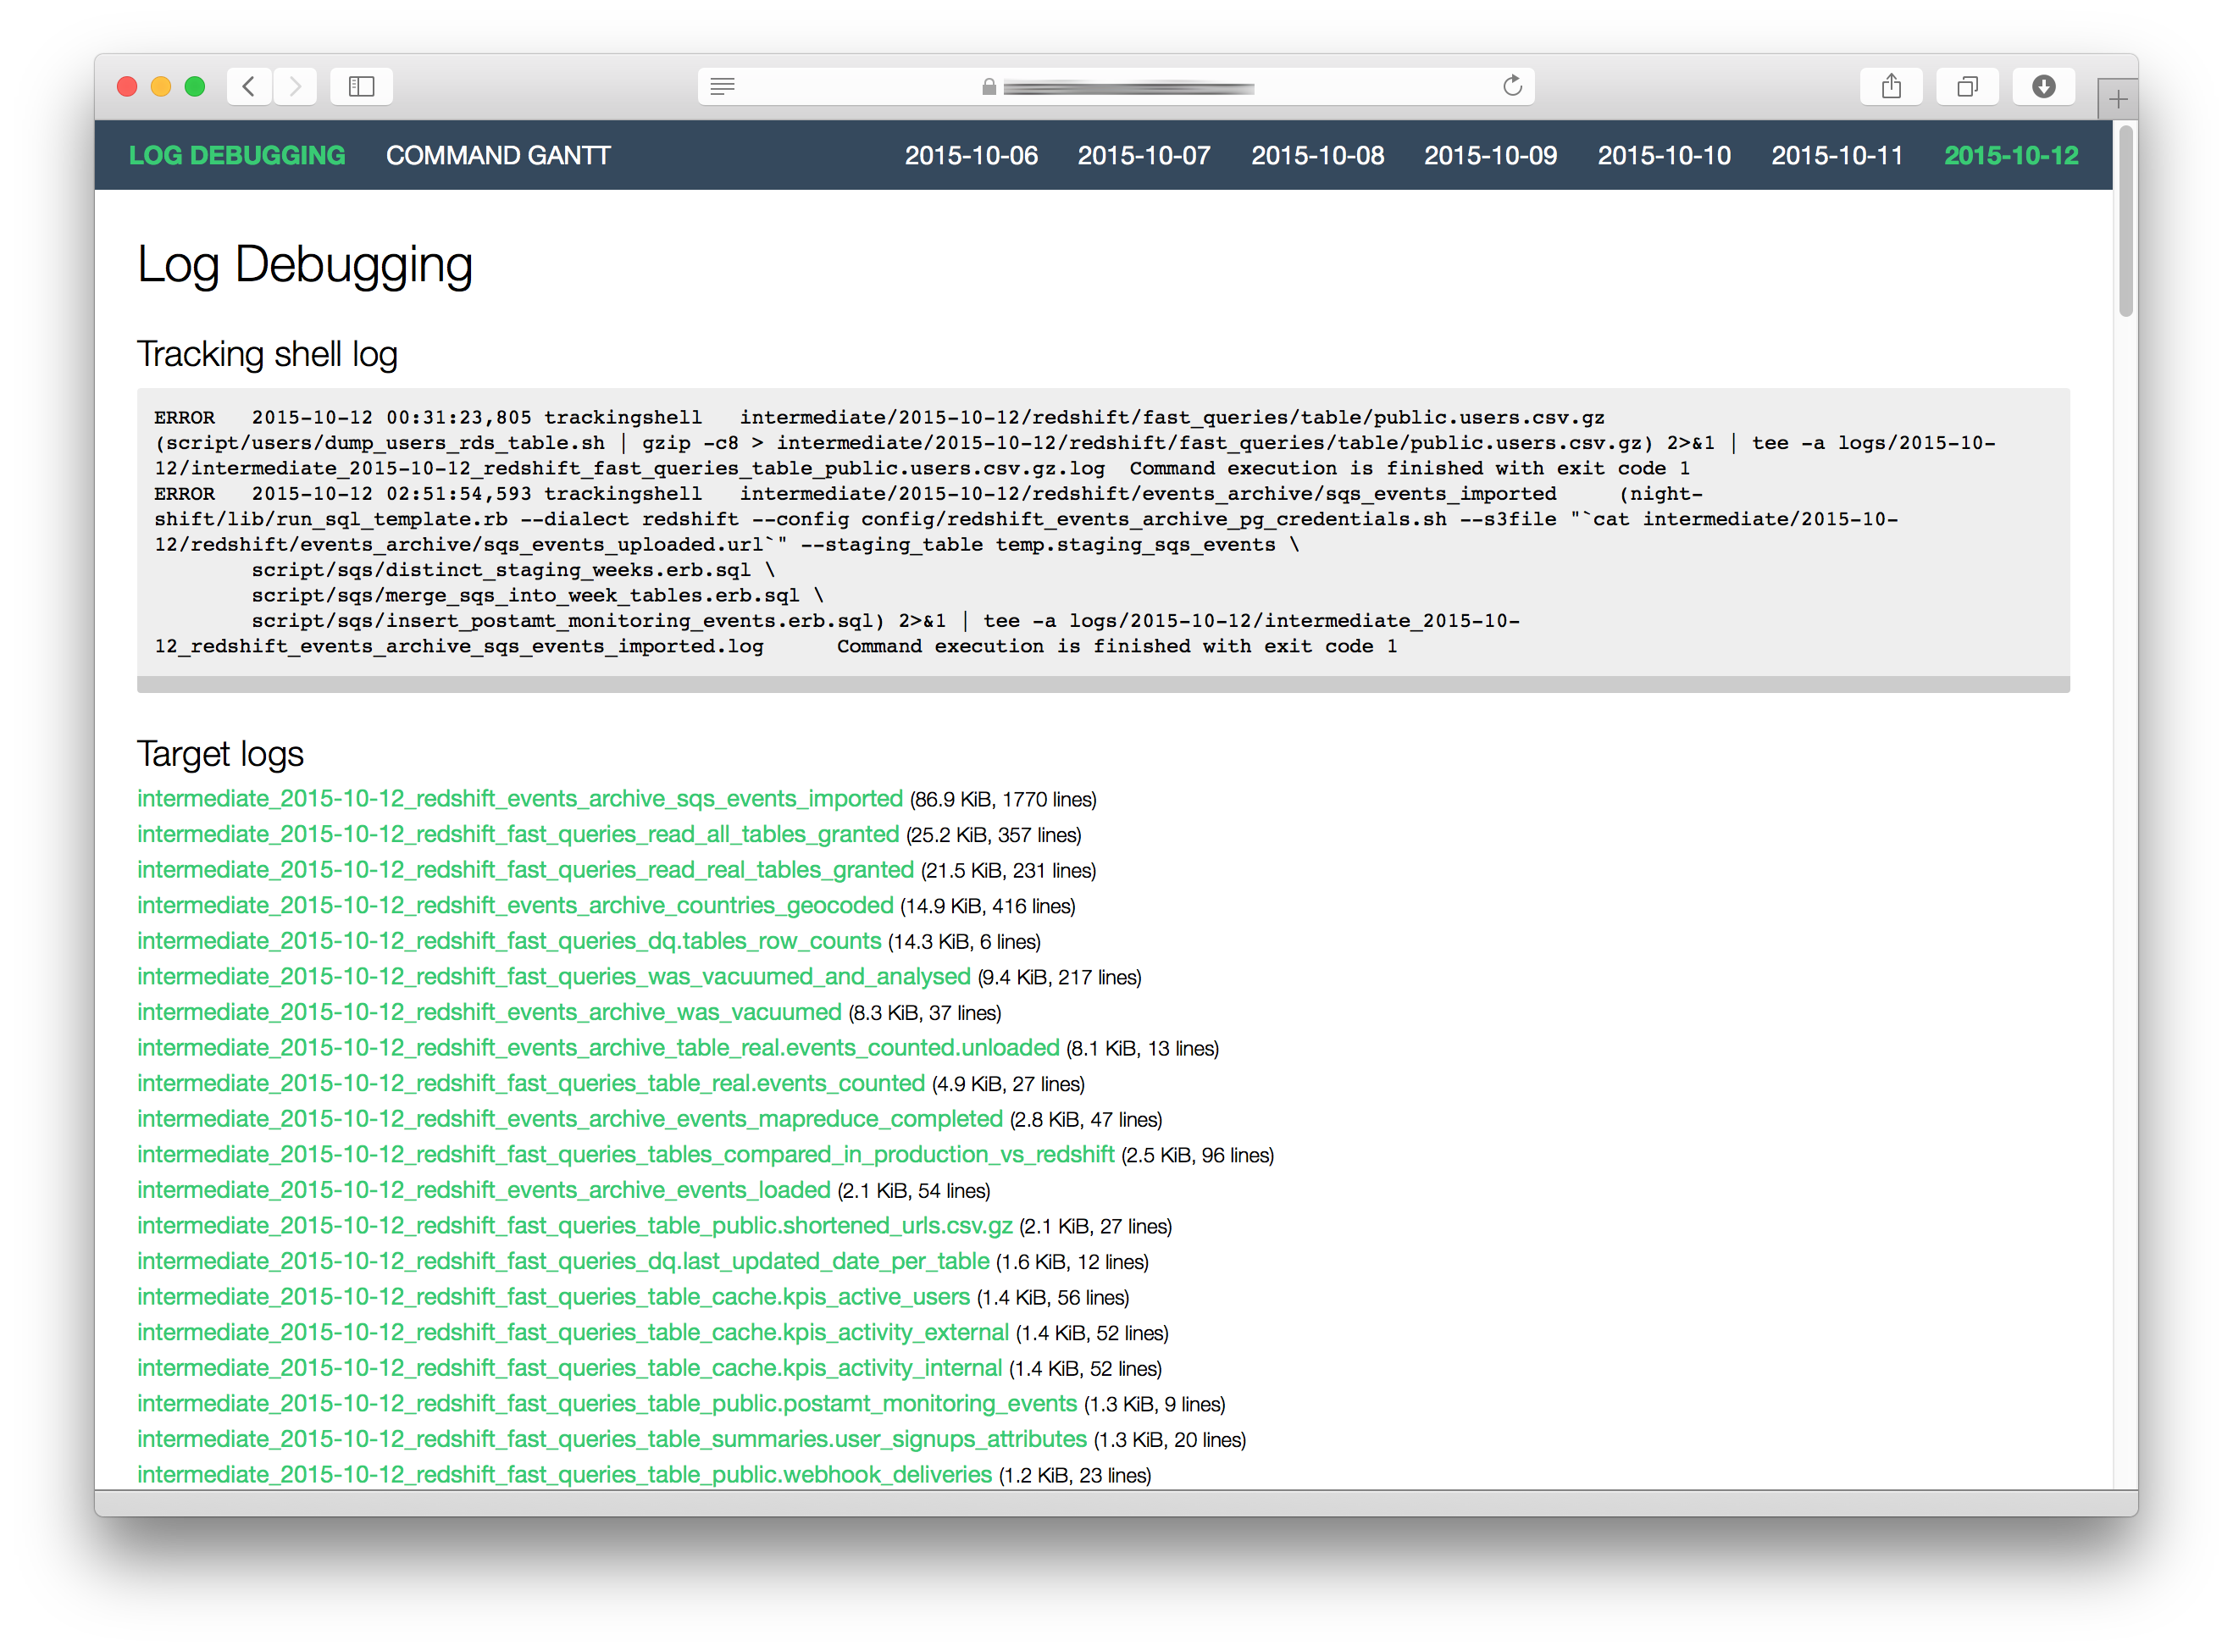 LOG DEBUGGING COMMAND GANTT 2015-10-06 2015-10-07 2015-10-08 2015-10-09 2015-10-10 2015-10-11 2015-10-12
Log Debugging
Tracking shell log
ERROR 2015-10-12 00:31:23,805 trackingshell intermediate/2015-10-12/redshift/fast_queries/table/public.users.csv.gz
(script/users/dump_users_rds_table.sh | gzip -c8 > intermediate/2015-10-12/redshift/fast_queries/table/public.users.csv.gz) 2>&1 | tee -a logs/2015-10-
12/intermediate_2015-10-12_redshift_fast_queries_table_public.users.csv.gz.log Command execution is finished with exit code 1
ERROR 2015-10-12 02:51:54,593 trackingshell intermediate/2015-10-12/redshift/events_archive/sqs_events_imported (night-
shift/lib/run_sql_template.rb --dialect redshift --config config/redshift_events_archive_pg_credentials.sh --s3file "`cat intermediate/2015-10-
12/redshift/events_archive/sqs_events_uploaded.url`" --staging_table temp.staging_sqs_events \
script/sqs/distinct_staging_weeks.erb.sql \
script/sqs/merge_sqs_into_week_tables.erb.sql \
script/sqs/insert_postamt_monitoring_events.erb.sql) 2>&1 | tee -a logs/2015-10-12/intermediate_2015-10-
12_redshift_events_archive_sqs_events_imported.log Command execution is finished with exit code 1
Target logs
intermediate_2015-10-12_redshift_events_archive_sqs_events_imported (86.9 KiB, 1770 lines)
intermediate_2015-10-12_redshift_fast_queries_read_all_tables_granted (25.2 KiB, 357 lines)
intermediate_2015-10-12_redshift_fast_queries_read_real_tables_granted (21.5 KiB, 231 lines)
intermediate_2015-10-12_redshift_events_archive_countries_geocoded (14.9 KiB, 416 lines)
intermediate_2015-10-12_redshift_fast_queries_dq.tables_row_counts (14.3 KiB, 6 lines)
intermediate_2015-10-12_redshift_fast_queries_was_vacuumed_and_analysed (9.4 KiB, 217 lines)
intermediate_2015-10-12_redshift_events_archive_was_vacuumed (8.3 KiB, 37 lines)
intermediate_2015-10-12_redshift_events_archive_table_real.events_counted.unloaded (8.1 KiB, 13 lines)
intermediate_2015-10-12_redshift_fast_queries_table_real.events_counted (4.9 KiB, 27 lines)
intermediate_2015-10-12_redshift_events_archive_events_mapreduce_completed (2.8 KiB, 47 lines)
intermediate_2015-10-12_redshift_fast_queries_tables_compared_in_production_vs_redshift (2.5 KiB, 96 lines)
intermediate_2015-10-12_redshift_events_archive_events_loaded (2.1 KiB, 54 lines)
intermediate_2015-10-12_redshift_fast_queries_table_public.shortened_urls.csv.gz (2.1 KiB, 27 lines)
intermediate_2015-10-12_redshift_fast_queries_dq.last_updated_date_per_table (1.6 KiB, 12 lines)
intermediate_2015-10-12_redshift_fast_queries_table_cache.kpis_active_users (1.4 KiB, 56 lines)
intermediate_2015-10-12_redshift_fast_queries_table_cache.kpis_activity_external (1.4 KiB, 52 lines)
intermediate_2015-10-12_redshift_fast_queries_table_cache.kpis_activity_internal (1.4 KiB, 52 lines)
intermediate_2015-10-12_redshift_fast_queries_table_public.postamt_monitoring_events (1.3 KiB, 9 lines)
intermediate_2015-10-12_redshift_fast_queries_table_summaries.user_signups_attributes (1.3 KiB, 20 lines)
intermediate_2015-10-12_redshift_fast_queries_table_public.webhook_deliveries (1.2 KiB, 23 lines)